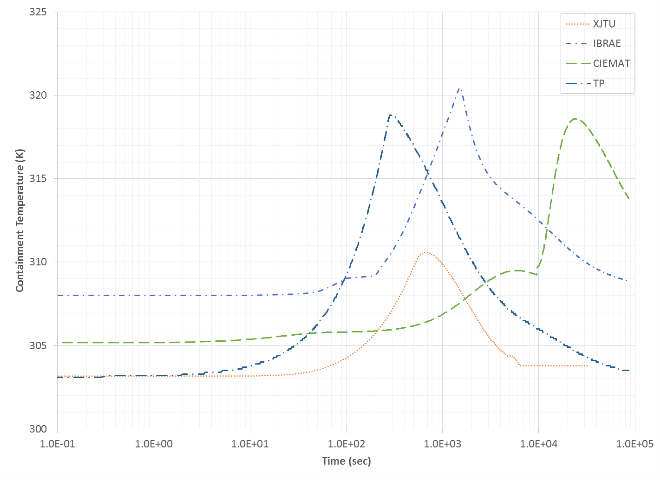 325
320
315
310
305
300
Containment Temperature (K)
XJTU
IBRAE
CIEMAT
TP
1.0E-01 1.0E+00 1.0E+01 1.0E+02 1.0E+03 1.0E+04 1.0E+05
Time (sec)